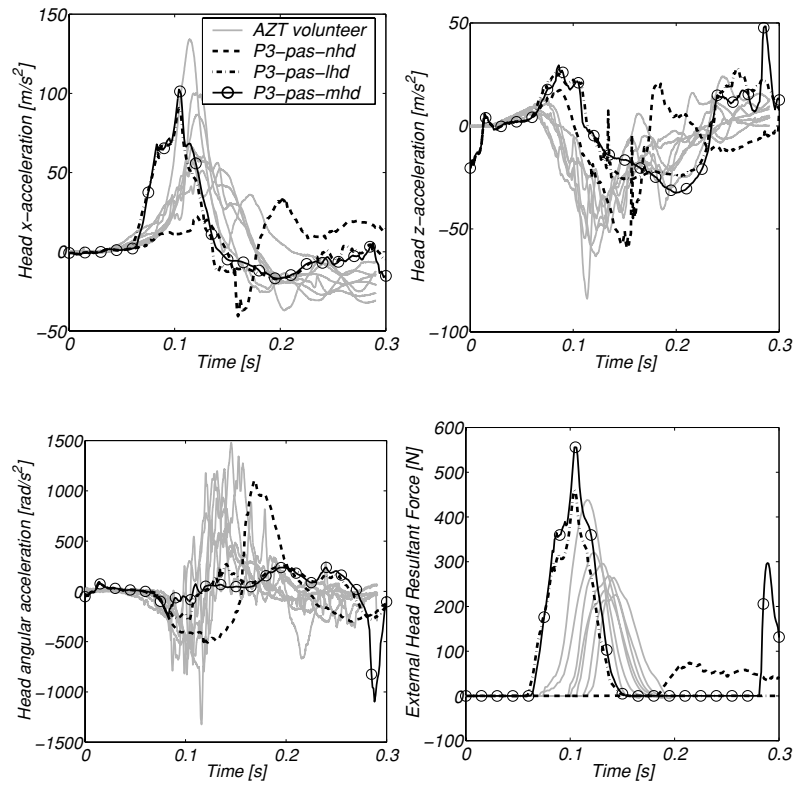 150
100
50
0
−50
Head x−acceleration [m/s²]
0 0.1 0.2 0.3
Time [s]
AZT volunteer
P3−pas−nhd
P3−pas−lhd
P3−pas−mhd
50
0
−50
−100
Head z−acceleration [m/s²]
0 0.1 0.2 0.3
Time [s]
1500
1000
500
0
−500
−1000
−1500
Head angular acceleration [rad/s²]
0 0.1 0.2 0.3
Time [s]
600
500
400
300
200
100
0
−100
External Head Resultant Force [N]
0 0.1 0.2 0.3
Time [s]